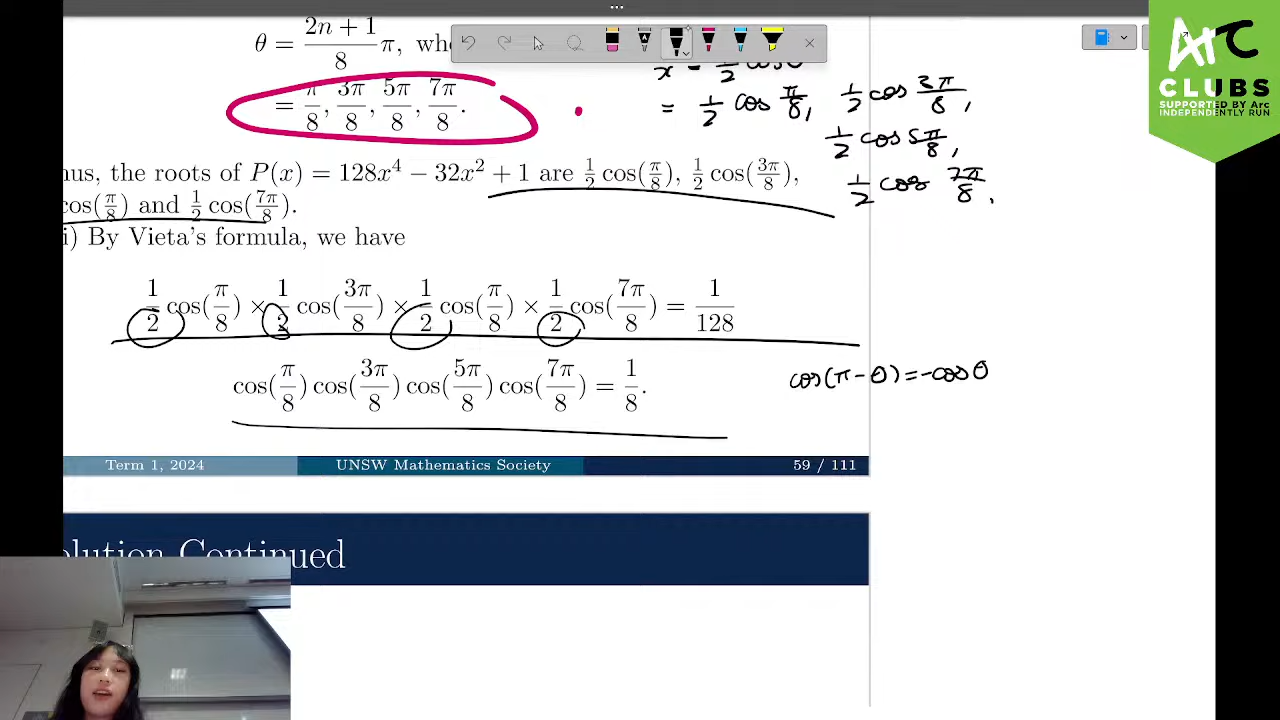 θ = 2n + 1 / 8 π, wh
= π/8, 3π/8, 5π/8, 7π/8.
x = 1/2 cos θ
= 1/2 cos π/8, 1/2 cos 3π/8,
1/2 cos 5π/8,
1/2 cos 7π/8,
nus, the roots of P(x) = 128x⁴ − 32x² + 1 are 1/2 cos(π/8), 1/2 cos(3π/8),
cos(π/8) and 1/2 cos(7π/8).
i) By Vieta's formula, we have
1/2 cos(π/8) × 1/2 cos(3π/8) × 1/2 cos(π/8) × 1/2 cos(7π/8) = 1/128
cos(π/8) cos(3π/8) cos(5π/8) cos(7π/8) = 1/8.
cos(π − θ) = −cos θ
Term 1, 2024 UNSW Mathematics Society 59 / 111
olution Continued
ArC
CLUBS
SUPPORTED BY Arc
INDEPENDENTLY RUN